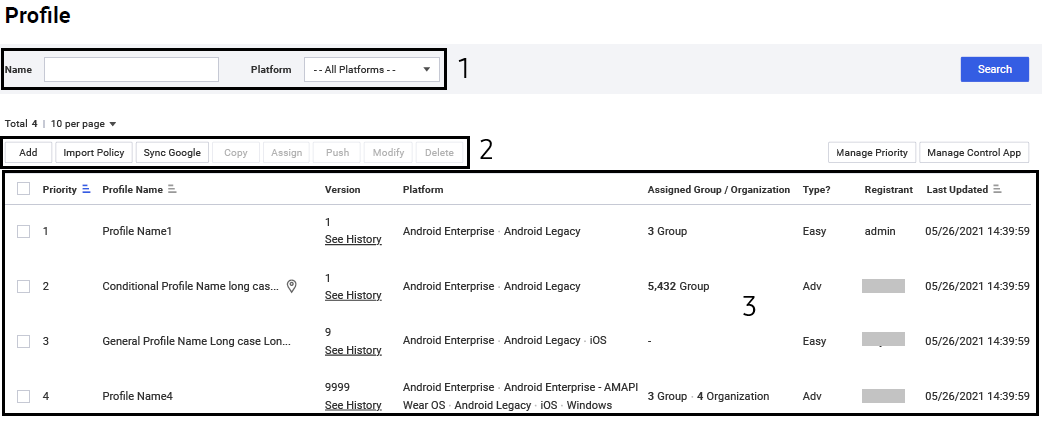 Profile
Name Platform - - All Platforms - - 1 Search
Total 4 | 10 per page
Add Import Policy Sync Google Copy Assign Push Modify Delete 2 Manage Priority Manage Control App
Priority Profile Name Version Platform Assigned Group / Organization Type? Registrant Last Updated
1 Profile Name1 1 See History Android Enterprise · Android Legacy 3 Group Easy admin 05/26/2021 14:39:59
2 Conditional Profile Name long cas... 1 See History Android Enterprise · Android Legacy 5,432 Group Adv 05/26/2021 14:39:59
3
3 General Profile Name Long case Lon... 9 See History Android Enterprise · Android Legacy · iOS - Easy 05/26/2021 14:39:59
4 Profile Name4 9999 See History Android Enterprise · Android Enterprise - AMAPI Wear OS · Android Legacy · iOS · Windows 3 Group · 4 Organization Adv 05/26/2021 14:39:59